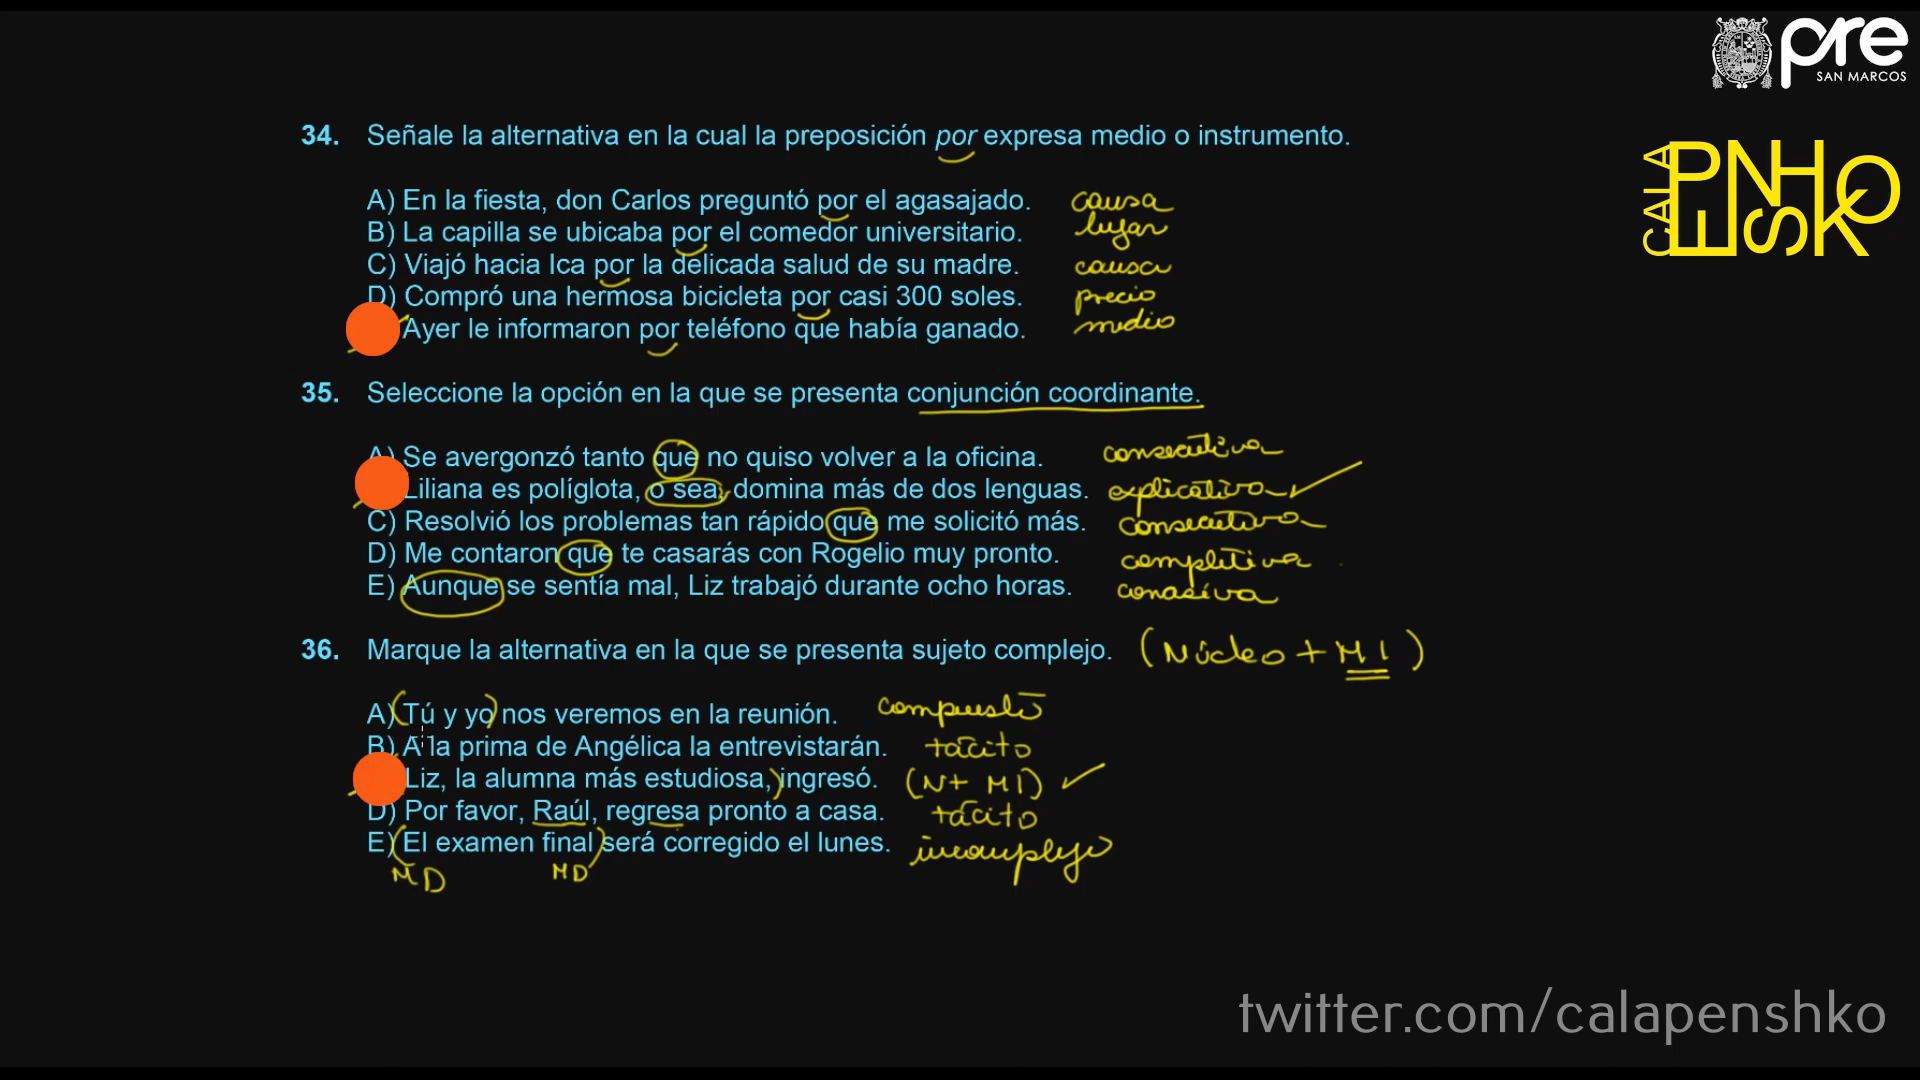 pre
SAN MARCOS
CALA
PENSHKO
34. Señale la alternativa en la cual la preposición por expresa medio o instrumento.
A) En la fiesta, don Carlos preguntó por el agasajado. causa
B) La capilla se ubicaba por el comedor universitario. lugar
C) Viajó hacia Ica por la delicada salud de su madre. causa
D) Compró una hermosa bicicleta por casi 300 soles. precio
Ayer le informaron por teléfono que había ganado. medio
35. Seleccione la opción en la que se presenta conjunción coordinante.
A) Se avergonzó tanto que no quiso volver a la oficina. consecutiva
Liliana es políglota, o sea, domina más de dos lenguas. explicativa
C) Resolvió los problemas tan rápido que me solicitó más. consecutiva
D) Me contaron que te casarás con Rogelio muy pronto. completiva
E) Aunque se sentía mal, Liz trabajó durante ocho horas.
36. Marque la alternativa en la que se presenta sujeto complejo. (Núcleo + MI)
A) (Tú y yo) nos veremos en la reunión. compuesto
B) A la prima de Angélica la entrevistarán. tácito
Liz, la alumna más estudiosa,) ingresó. (N + MI)
D) Por favor, Raúl, regresa pronto a casa. tácito
E) (El examen final) será corregido el lunes. incomplejo
MD MD
twitter.com/calapenshko